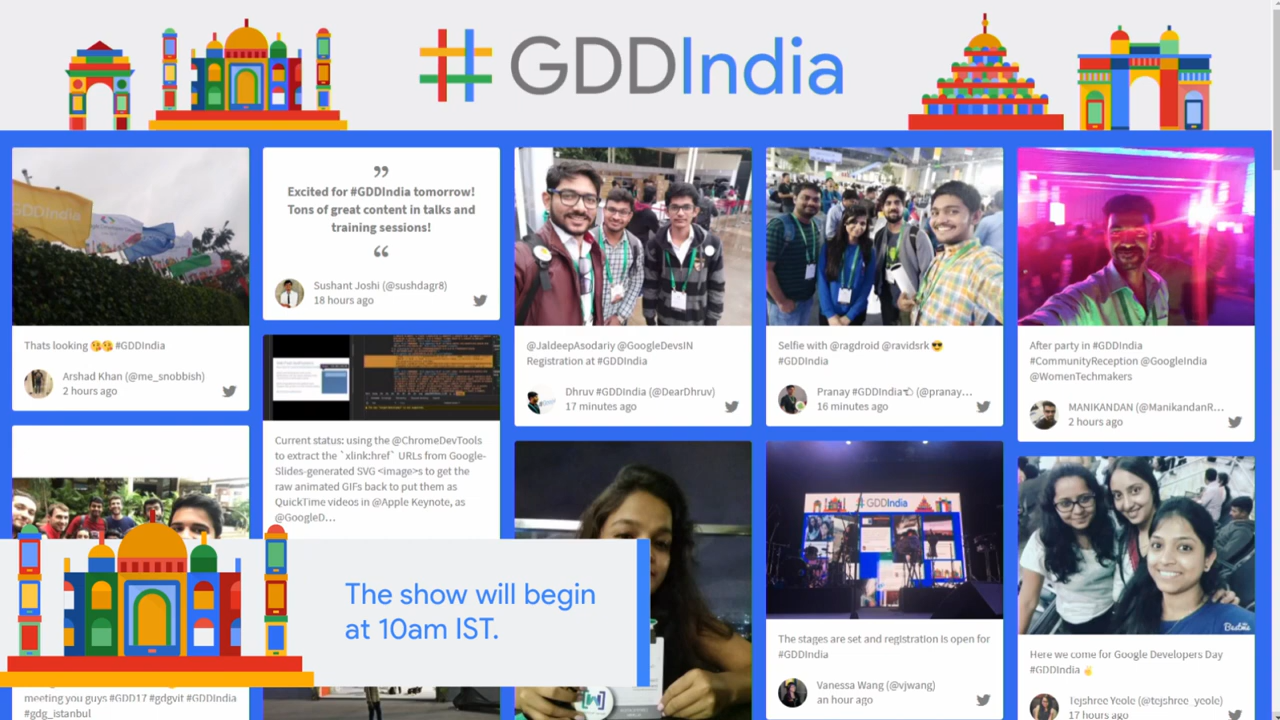 #GDDIndia
GDDIndia
Thats looking 😘😘 #GDDIndia
Arshad Khan (@me_snobbish)
2 hours ago
meeting you guys #GDD17 #gdgvit #GDDIndia
#gdg_istanbul
”
Excited for #GDDIndia tomorrow!
Tons of great content in talks and
training sessions!
“
Sushant Joshi (@sushdagr8)
18 hours ago
Current status: using the @ChromeDevTools
to extract the `xlink:href` URLs from Google-
Slides-generated SVG <image>s to get the
raw animated GIFs back to put them as
QuickTime videos in @Apple Keynote, as
@GoogleD…
@JaldeepAsodariy @GoogleDevsIN
Registration at #GDDIndia
Dhruv #GDDIndia (@DearDhruv)
17 minutes ago
Selfie with @ragdroid @ravidsrk 😎
#GDDIndia
Pranay #GDDIndia (@pranay…
16 minutes ago
#GDDIndia
The stages are set and registration is open for
#GDDIndia
Vanessa Wang (@vjwang)
an hour ago
After party in #GDDIndia
#CommunityReception @GoogleIndia
@WomenTechmakers
MANIKANDAN (@ManikandanR…
2 hours ago
Here we come for Google Developers Day
#GDDIndia ✌
Tejshree Yeole (@tejshree_yeole)
17 hours ago
The show will begin
at 10am IST.